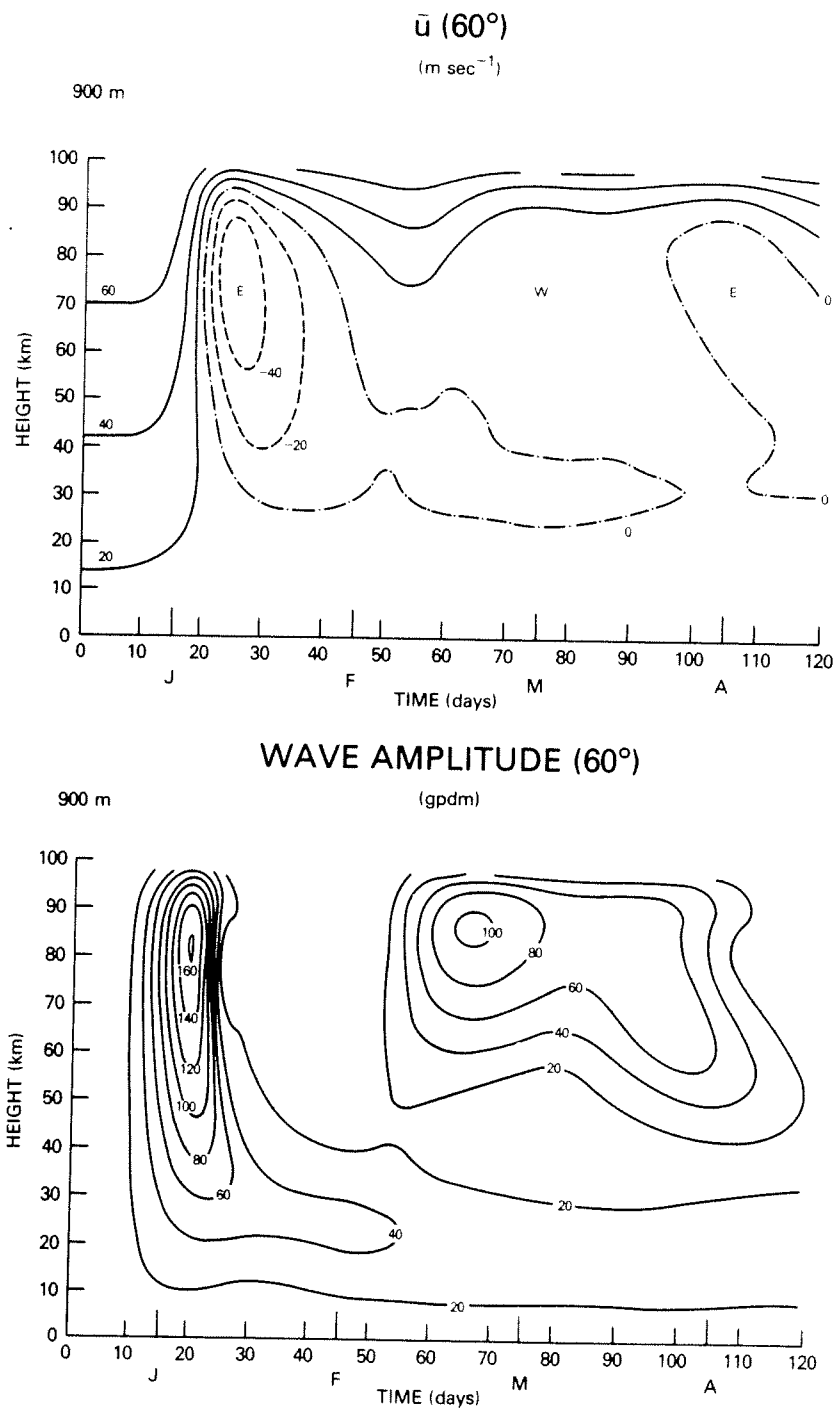 ū (60°)
(m sec⁻¹)
900 m
100
90
80
70
60
50
40
30
20
10
0
HEIGHT (km)
60
40
20
E
-40
-20
W
E
0
0
0
0 10 20 30 40 50 60 70 80 90 100 110 120
J F M A
TIME (days)
WAVE AMPLITUDE (60°)
900 m
(gpdm)
100
90
80
70
60
50
40
30
20
10
0
HEIGHT (km)
160
140
120
100
80
60
40
20
100
80
60
40
20
20
0 10 20 30 40 50 60 70 80 90 100 110 120
J F M A
TIME (days)